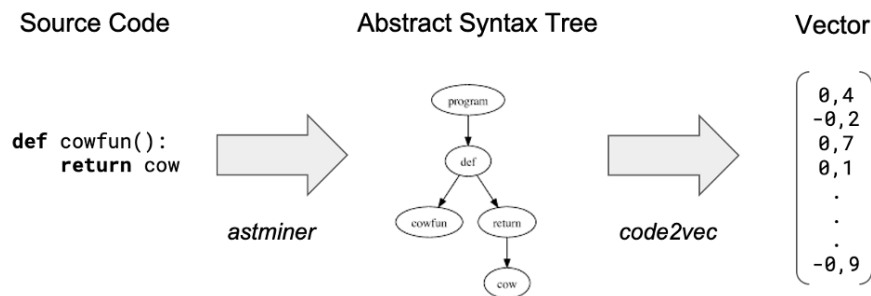 Source Code
Abstract Syntax Tree
Vector
def cowfun():
return cow
astminer
program
def
cowfun
return
cow
code2vec
0,4
-0,2
0,7
0,1
.
.
.
-0,9